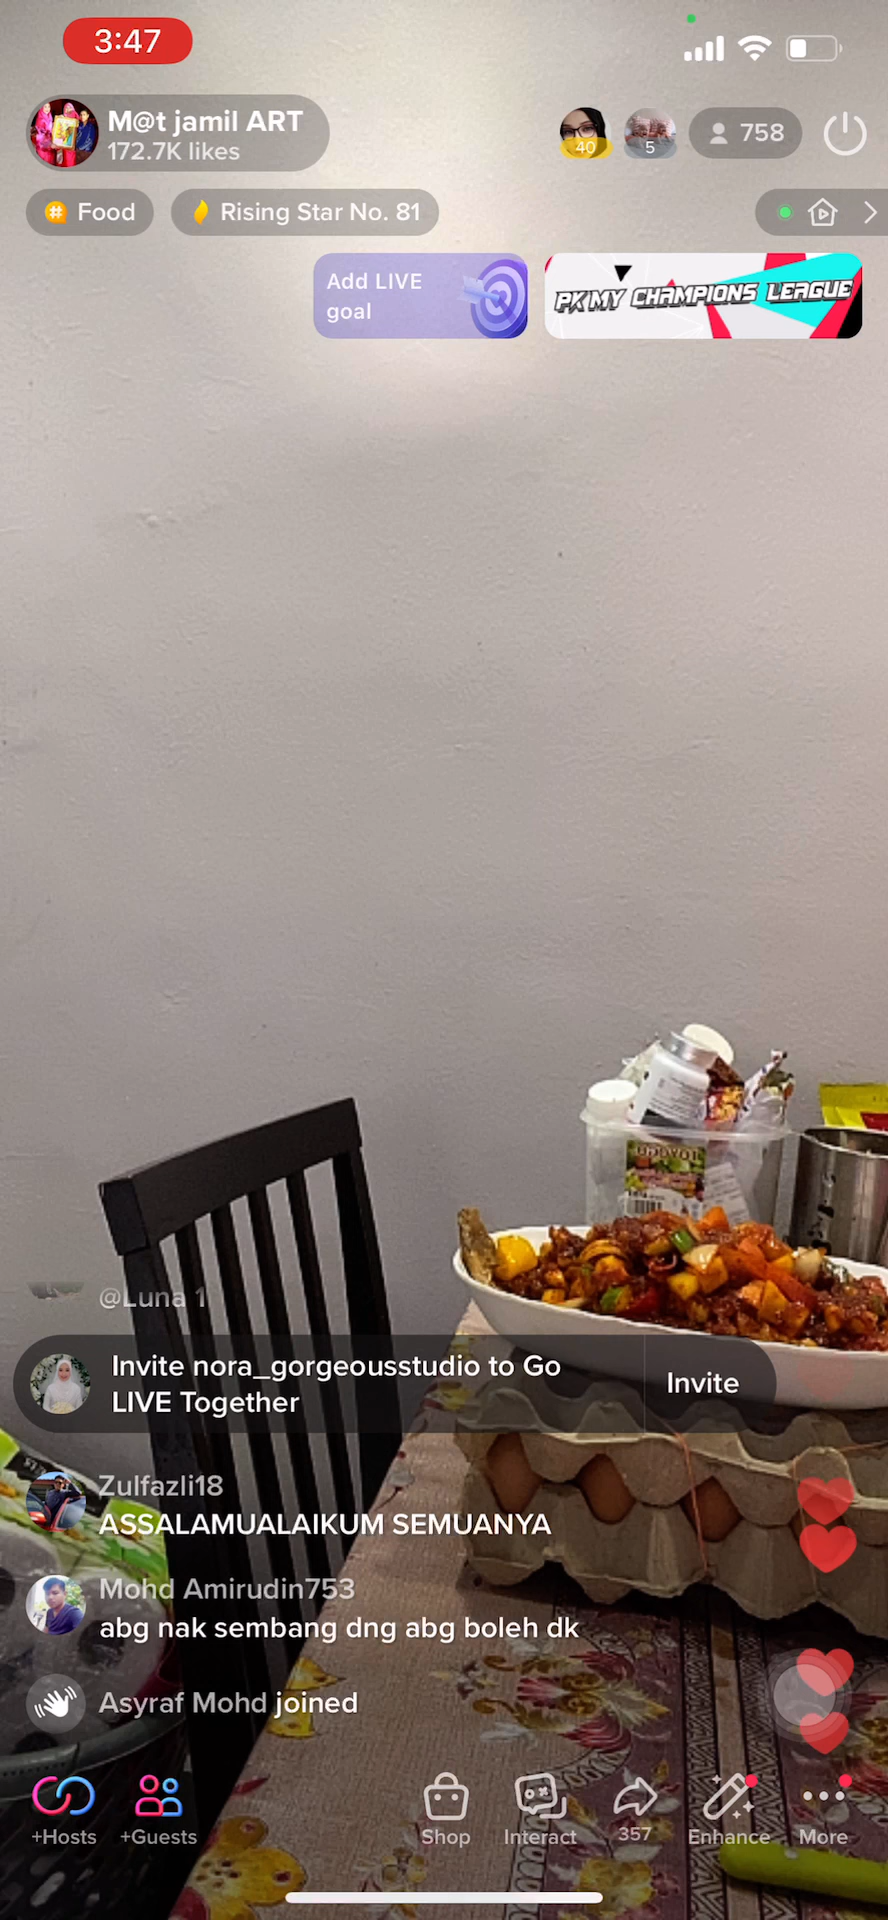 3:47
M@t jamil ART
172.7K likes
40
5
758
Food
Rising Star No. 81
Add LIVE
goal
PK MY CHAMPIONS LEAGUE
@Luna 1
Invite nora_gorgeousstudio to Go
LIVE Together
Invite
Zulfazli18
ASSALAMUALAIKUM SEMUANYA
Mohd Amirudin753
abg nak sembang dng abg boleh dk
Asyraf Mohd joined
+Hosts
+Guests
Shop
Interact
357
Enhance
More